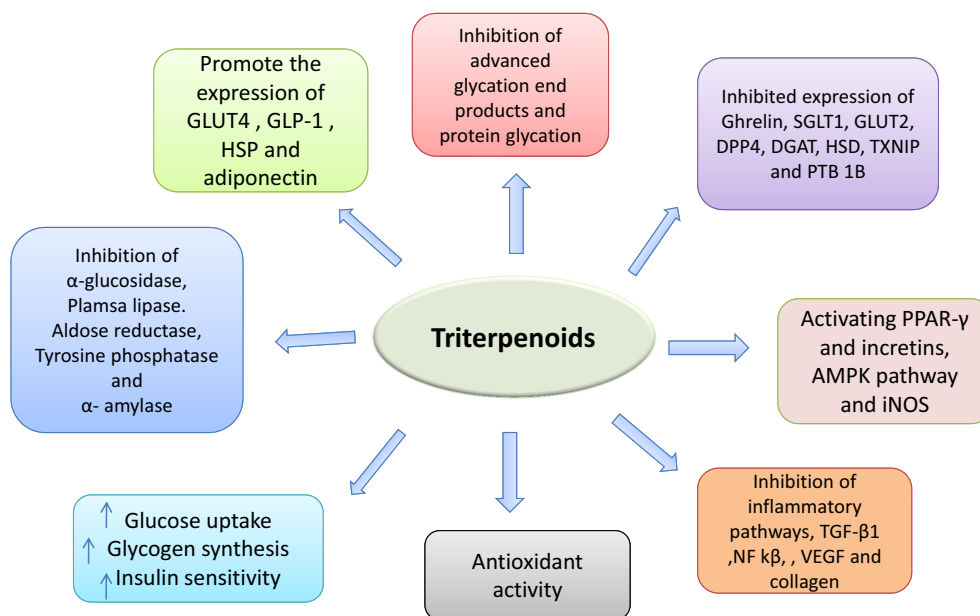 Promote the
expression of
GLUT4 , GLP-1 ,
HSP and
adiponectin
Inhibition of
advanced
glycation end
products and
protein glycation
Inhibited expression of
Ghrelin, SGLT1, GLUT2,
DPP4, DGAT, HSD, TXNIP
and PTB 1B
Inhibition of
α-glucosidase,
Plamsa lipase.
Aldose reductase,
Tyrosine phosphatase
and
α- amylase
Triterpenoids
Activating PPAR-γ
and incretins,
AMPK pathway
and iNOS
Glucose uptake
Glycogen synthesis
Insulin sensitivity
Antioxidant
activity
Inhibition of
inflammatory
pathways, TGF-β1
,NF kβ, , VEGF and
collagen